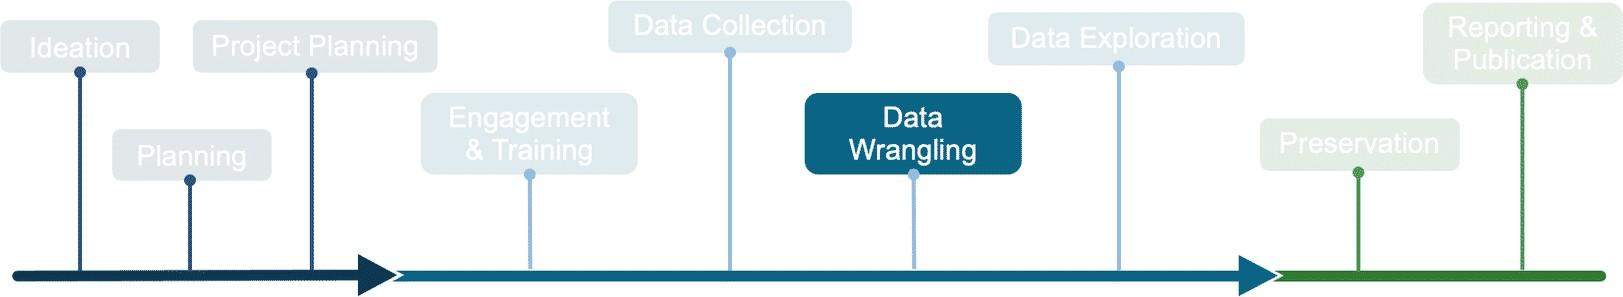 Ideation
Planning
Project Planning
Engagement
& Training
Data Collection
Data
Wrangling
Data Exploration
Preservation
Reporting &
Publication